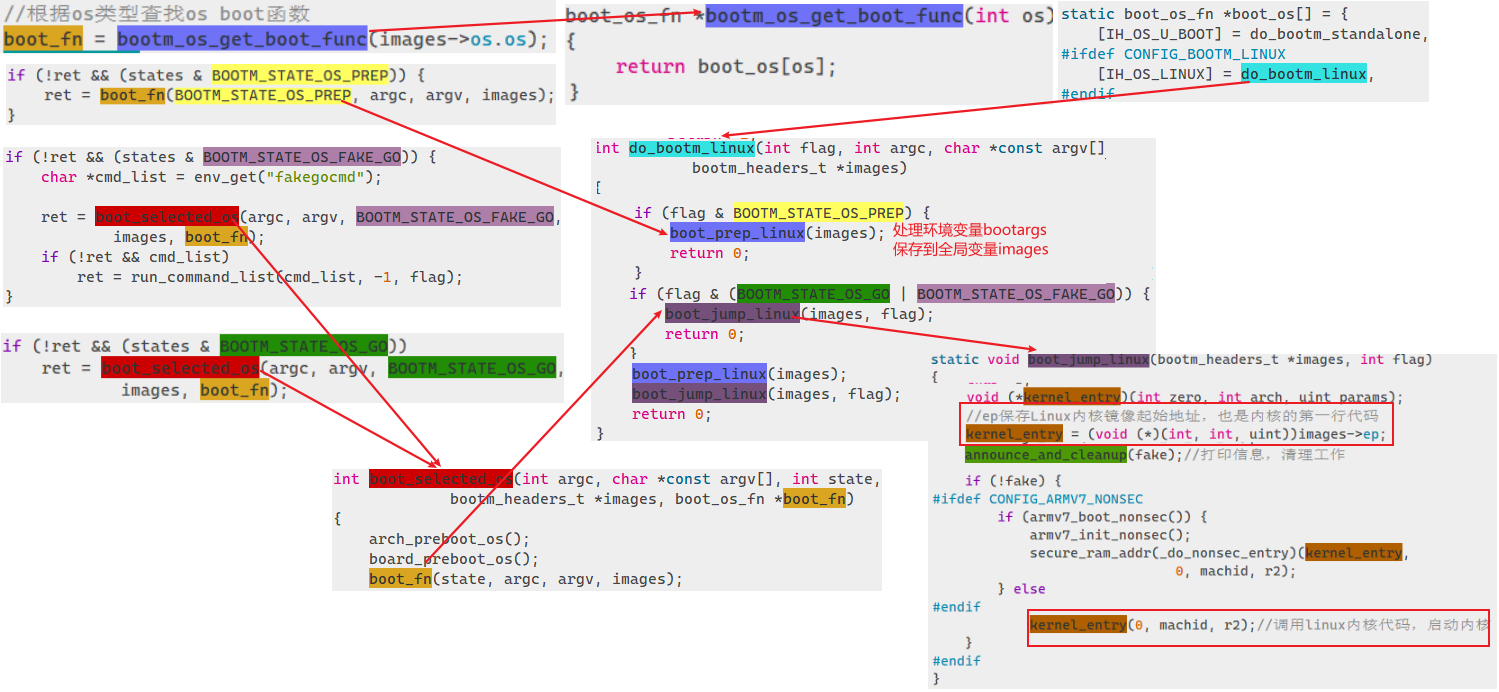 //根据os类型查找os boot函数
boot_fn = bootm_os_get_boot_func(images->os.os);
if (!ret && (states & BOOTM_STATE_OS_PREP)) {
ret = boot_fn(BOOTM_STATE_OS_PREP, argc, argv, images);
}
if (!ret && (states & BOOTM_STATE_OS_FAKE_GO)) {
char *cmd_list = env_get("fakegocmd");
ret = boot_selected_os(argc, argv, BOOTM_STATE_OS_FAKE_GO,
images, boot_fn);
if (!ret && cmd_list)
ret = run_command_list(cmd_list, -1, flag);
}
if (!ret && (states & BOOTM_STATE_OS_GO))
ret = boot_selected_os(argc, argv, BOOTM_STATE_OS_GO,
images, boot_fn);
boot_os_fn *bootm_os_get_boot_func(int os)
{
return boot_os[os];
}
static boot_os_fn *boot_os[] = {
[IH_OS_U_BOOT] = do_bootm_standalone,
#ifdef CONFIG_BOOTM_LINUX
[IH_OS_LINUX] = do_bootm_linux,
#endif
int do_bootm_linux(int flag, int argc, char *const argv[]
bootm_headers_t *images)
{
if (flag & BOOTM_STATE_OS_PREP) {
boot_prep_linux(images); 处理环境变量bootargs
保存到全局变量images
return 0;
}
if (flag & (BOOTM_STATE_OS_GO | BOOTM_STATE_OS_FAKE_GO)) {
boot_jump_linux(images, flag);
return 0;
}
boot_prep_linux(images);
boot_jump_linux(images, flag);
return 0;
}
int boot_selected_os(int argc, char *const argv[], int state,
bootm_headers_t *images, boot_os_fn *boot_fn)
{
arch_preboot_os();
board_preboot_os();
boot_fn(state, argc, argv, images);
static void boot_jump_linux(bootm_headers_t *images, int flag)
{
void (*kernel_entry)(int zero, int arch, uint params);
//ep保存Linux内核镜像起始地址，也是内核的第一行代码
kernel_entry = (void (*)(int, int, uint))images->ep;
announce_and_cleanup(fake);//打印信息，清理工作
if (!fake) {
#ifdef CONFIG_ARMV7_NONSEC
if (armv7_boot_nonsec()) {
armv7_init_nonsec();
secure_ram_addr(_do_nonsec_entry)(kernel_entry,
0, machid, r2);
} else
#endif
kernel_entry(0, machid, r2);//调用linux内核代码，启动内核
}
#endif
}